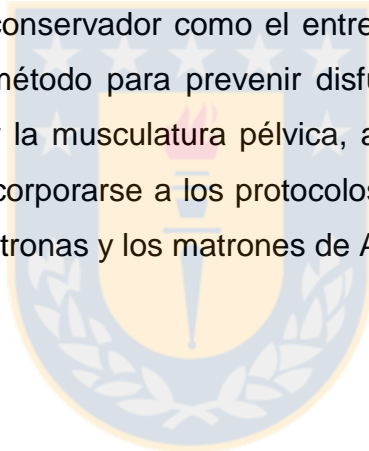 conservador como el entre
método para prevenir disfu
la musculatura pélvica, a
corporarse a los protocolos
tronas y los matrones de A